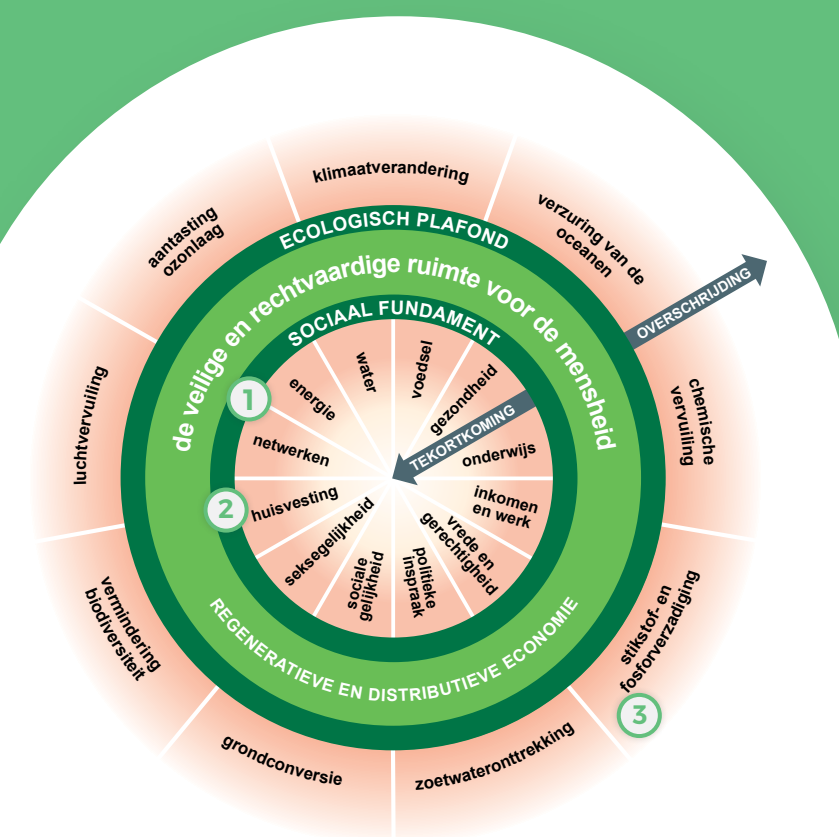 klimaatverandering
verzuring van de
oceanen
OVERSCHRIJDING
chemische
vervuiling
stikstof- en
fosforverzadiging
3
zoetwateronttrekking
grondconversie
vermindering
biodiversiteit
luchtvervuiling
aantasting
ozonlaag
ECOLOGISCH PLAFOND
de veilige en rechtvaardige ruimte voor de mensheid
REGENERATIEVE EN DISTRIBUTIEVE ECONOMIE
SOCIAAL FUNDAMENT
water
voedsel
gezondheid
TEKORTKOMING
onderwijs
inkomen
en werk
vrede en
gerechtigheid
politieke
inspraak
sociale
gelijkheid
seksegelijkheid
huisvesting
2
netwerken
energie
1